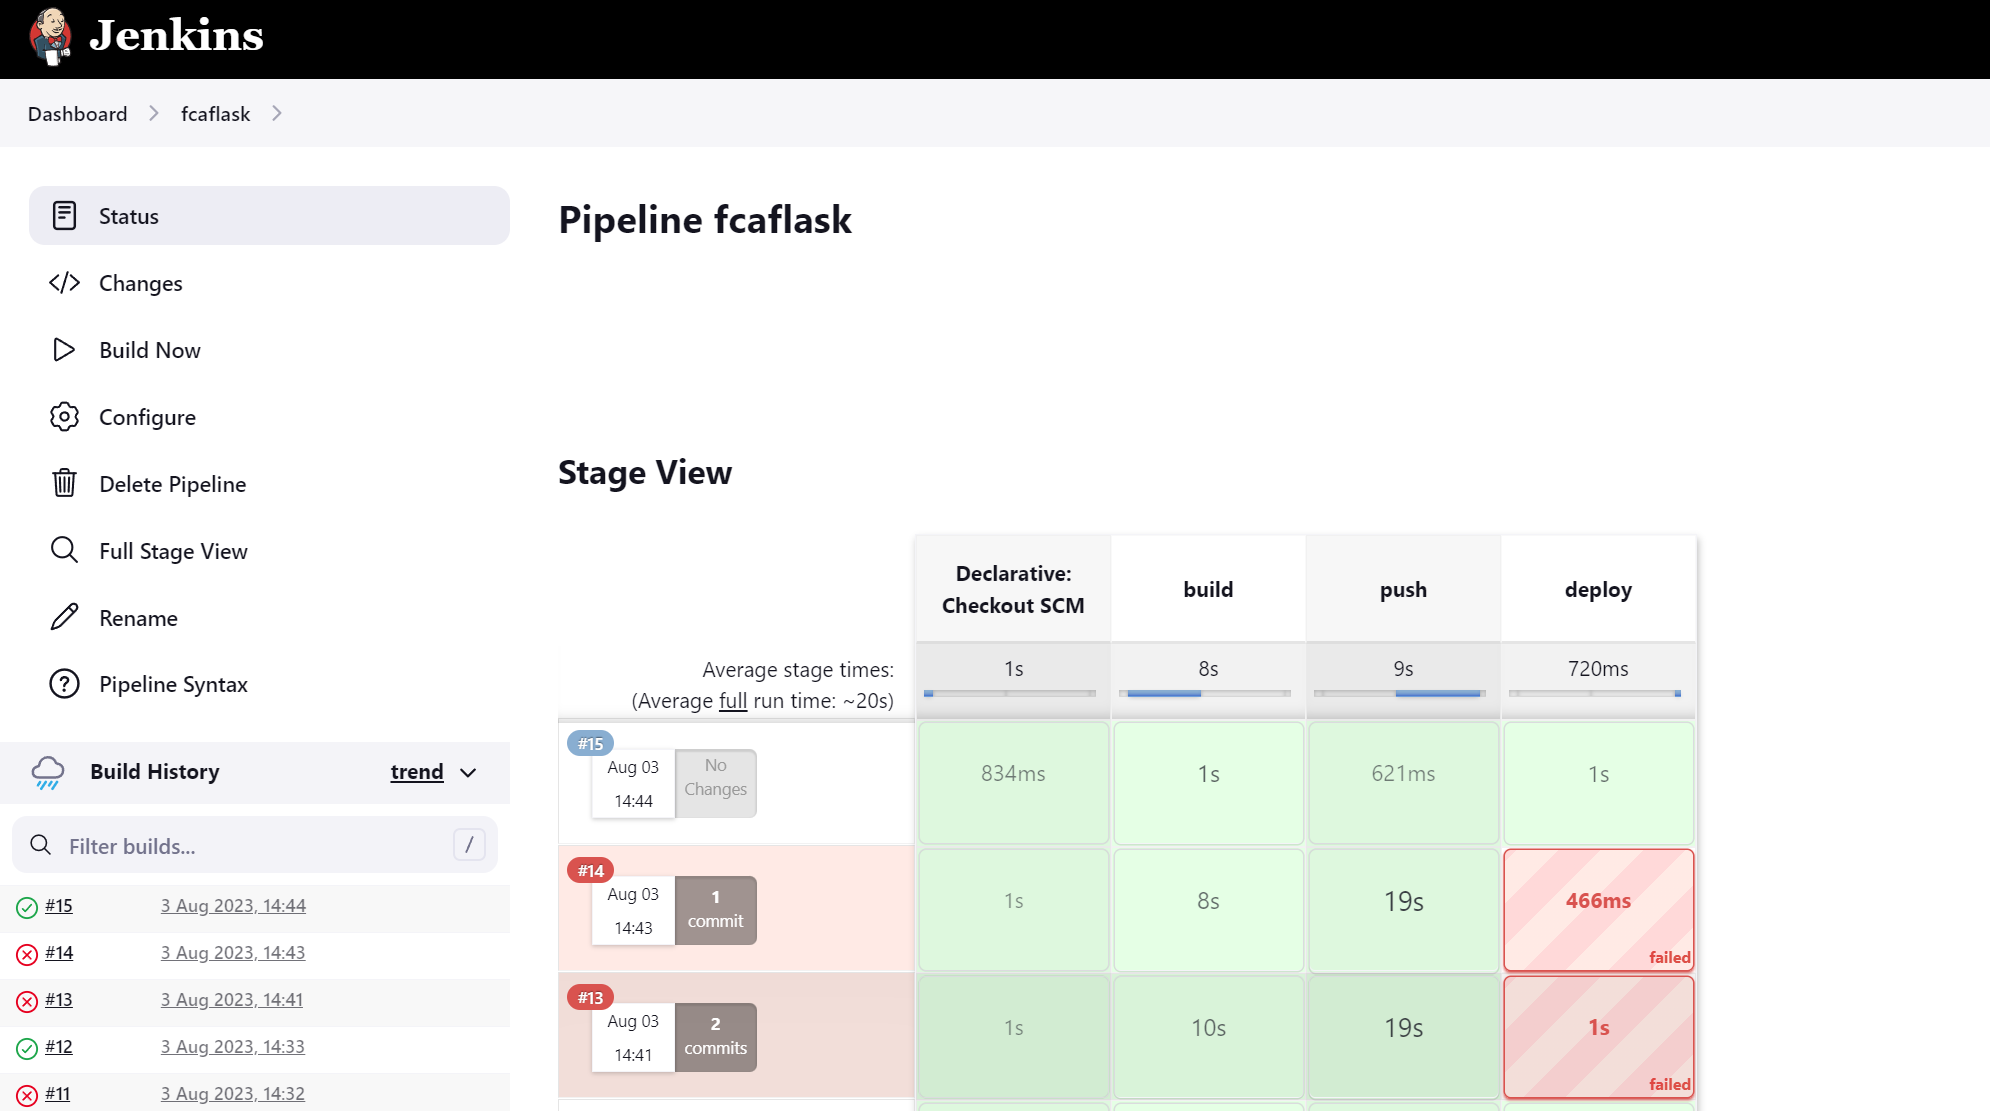 Jenkins
Dashboard
fcaflask
Status
Changes
Build Now
Configure
Delete Pipeline
Full Stage View
Rename
Pipeline Syntax
Build History
trend
Filter builds...
/
#15
3 Aug 2023, 14:44
#14
3 Aug 2023, 14:43
#13
3 Aug 2023, 14:41
#12
3 Aug 2023, 14:33
#11
3 Aug 2023, 14:32
Pipeline fcaflask
Stage View
Declarative:
Checkout SCM
build
push
deploy
Average stage times:
(Average full run time: ~20s)
1s
8s
9s
720ms
#15
Aug 03
14:44
No
Changes
834ms
1s
621ms
1s
#14
Aug 03
14:43
1
commit
1s
8s
19s
466ms
failed
#13
Aug 03
14:41
2
commits
1s
10s
19s
1s
failed